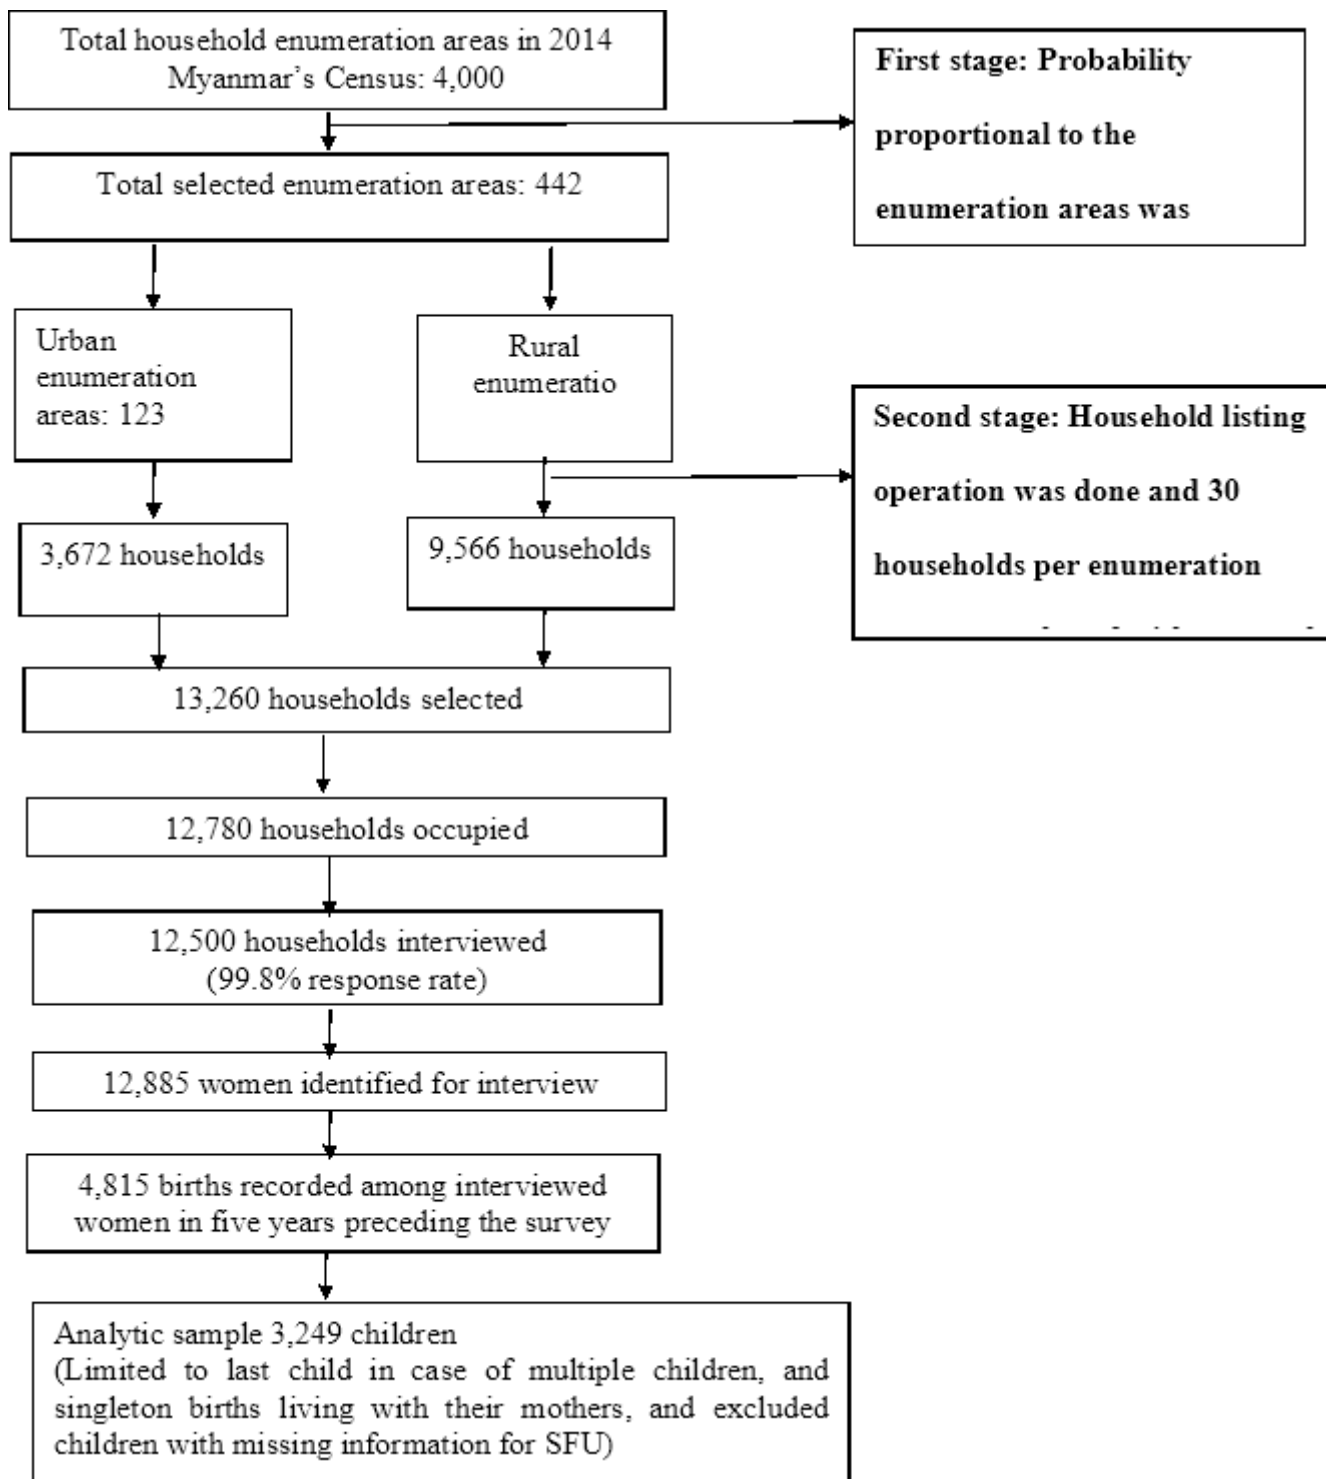 Total household enumeration areas in 2014
Myanmar’s Census: 4,000
First stage: Probability
proportional to the
enumeration areas was
Total selected enumeration areas: 442
Urban
enumeration
areas: 123
Rural
enumeratio
Second stage: Household listing
operation was done and 30
households per enumeration
3,672 households
9,566 households
13,260 households selected
12,780 households occupied
12,500 households interviewed
(99.8% response rate)
12,885 women identified for interview
4,815 births recorded among interviewed
women in five years preceding the survey
Analytic sample 3,249 children
(Limited to last child in case of multiple children, and
singleton births living with their mothers, and excluded
children with missing information for SFU)